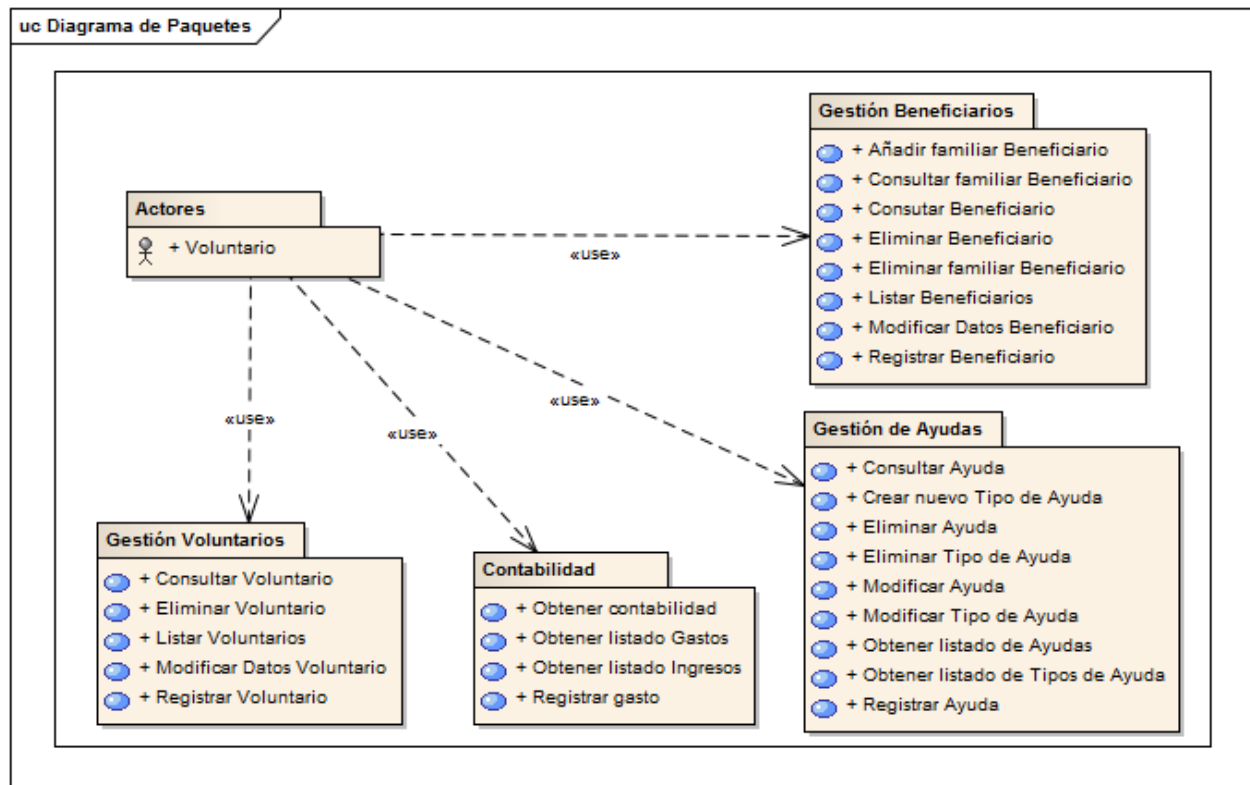 uc Diagrama de Paquetes
Actores
+ Voluntario
«use»
«use»
«use»
«use»
Gestión Beneficiarios
+ Añadir familiar Beneficiario
+ Consultar familiar Beneficiario
+ Consutar Beneficiario
+ Eliminar Beneficiario
+ Eliminar familiar Beneficiario
+ Listar Beneficiarios
+ Modificar Datos Beneficiario
+ Registrar Beneficiario
Gestión de Ayudas
+ Consultar Ayuda
+ Crear nuevo Tipo de Ayuda
+ Eliminar Ayuda
+ Eliminar Tipo de Ayuda
+ Modificar Ayuda
+ Modificar Tipo de Ayuda
+ Obtener listado de Ayudas
+ Obtener listado de Tipos de Ayuda
+ Registrar Ayuda
Gestión Voluntarios
+ Consultar Voluntario
+ Eliminar Voluntario
+ Listar Voluntarios
+ Modificar Datos Voluntario
+ Registrar Voluntario
Contabilidad
+ Obtener contabilidad
+ Obtener listado Gastos
+ Obtener listado Ingresos
+ Registrar gasto